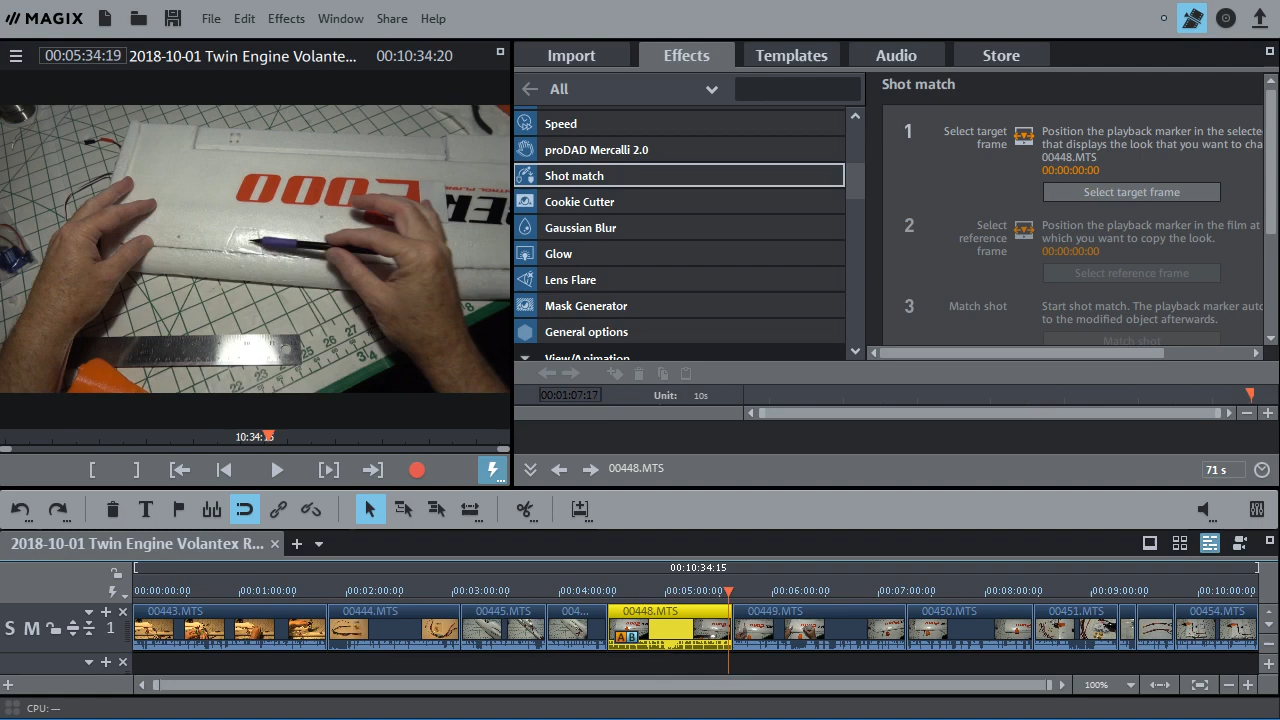 MAGIX
File Edit Effects Window Share Help
00:05:34:19 2018-10-01 Twin Engine Volante... 00:10:34:20
Import Effects Templates Audio Store
All
Speed
proDAD Mercalli 2.0
Shot match
Cookie Cutter
Gaussian Blur
Glow
Lens Flare
Mask Generator
General options
View/Animation
Shot match
1 Select target frame
Position the playback marker in the selecte
that displays the look that you want to cha
00448.MTS
00:00:00:00
Select target frame
2 Select reference frame
Position the playback marker in the film at
which you want to copy the look.
00:00:00:00
Select reference frame
3 Match shot
Start shot match. The playback marker auto
to the modified object afterwards.
Match shot
00:01:07:17 Unit: 10s
10:34:15
00448.MTS 71 s
2018-10-01 Twin Engine Volantex R...
00:10:34:15
00:00:00:00 00:01:00:00 00:02:00:00 00:03:00:00 00:04:00:00 00:05:00:00 00:06:00:00 00:07:00:00 00:08:00:00 00:09:00:00 00:10:00:00
00443.MTS 00444.MTS 00445.MTS 004... 00448.MTS 00449.MTS 00450.MTS 00451.MTS 00454.MTS
S M 1
A B
100%
CPU: —